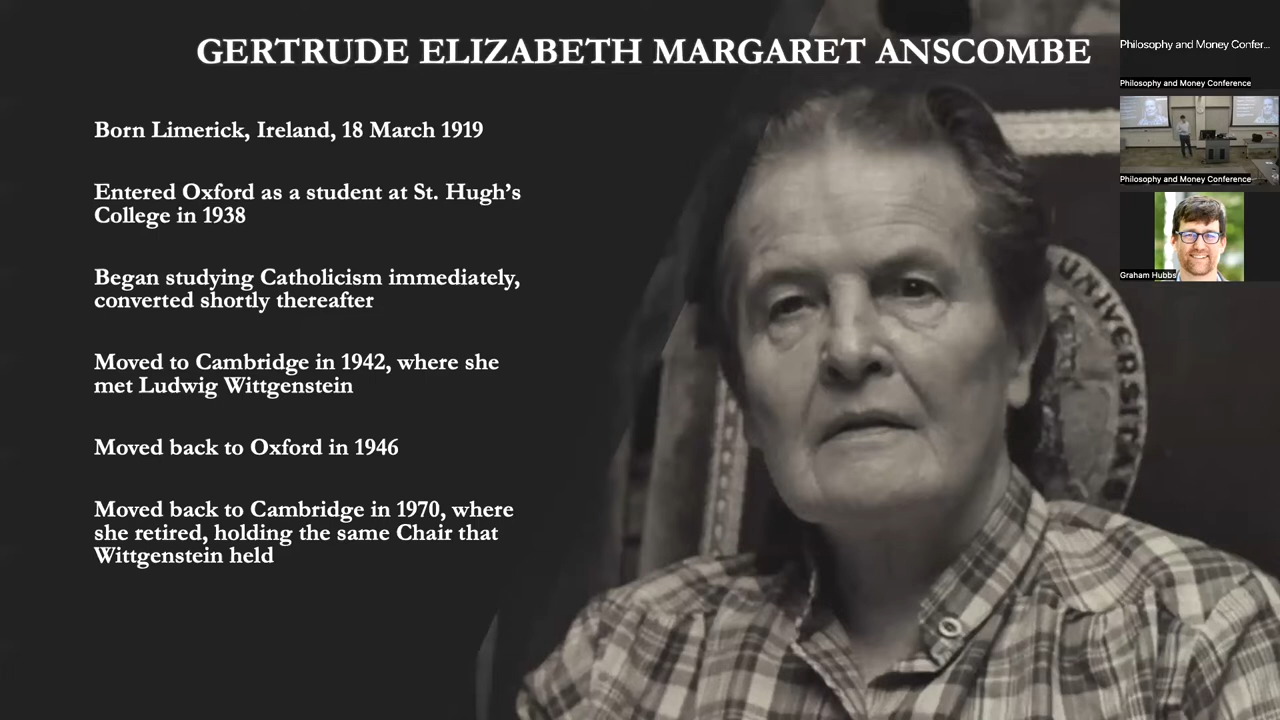 GERTRUDE ELIZABETH MARGARET ANSCOMBE
Born Limerick, Ireland, 18 March 1919
Entered Oxford as a student at St. Hugh’s
College in 1938
Began studying Catholicism immediately,
converted shortly thereafter
Moved to Cambridge in 1942, where she
met Ludwig Wittgenstein
Moved back to Oxford in 1946
Moved back to Cambridge in 1970, where
she retired, holding the same Chair that
Wittgenstein held
UNIVERSITA
Philosophy and Money Confer...
Philosophy and Money Conference
Philosophy and Money Conference
Graham Hubbs